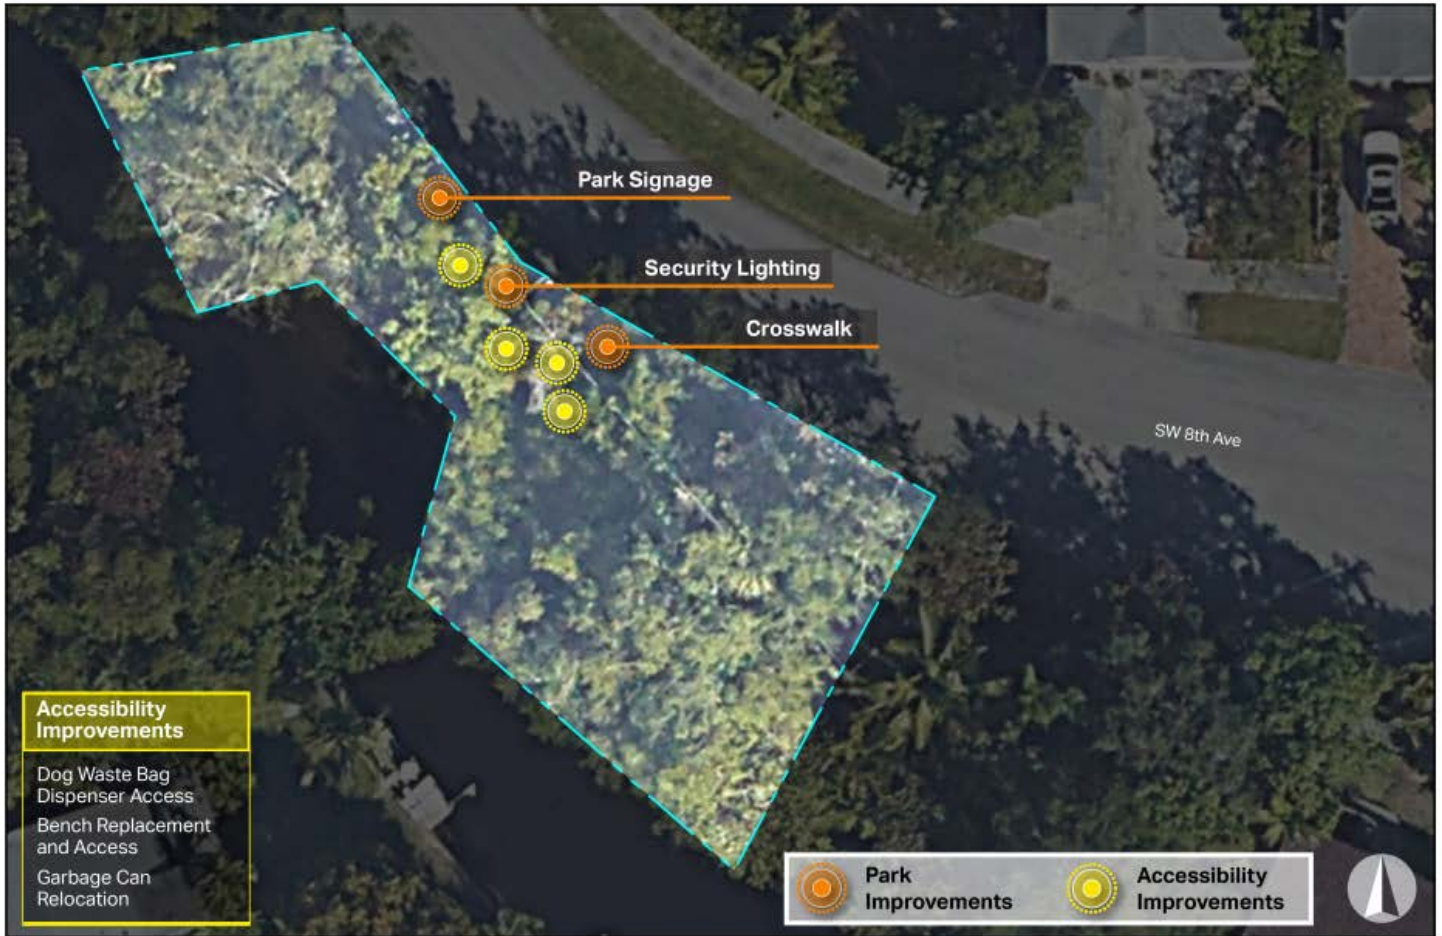 Park Signage
Security Lighting
Crosswalk
SW 8th Ave
Accessibility
Improvements
Dog Waste Bag
Dispenser Access
Bench Replacement
and Access
Garbage Can
Relocation
Park
Improvements
Accessibility
Improvements